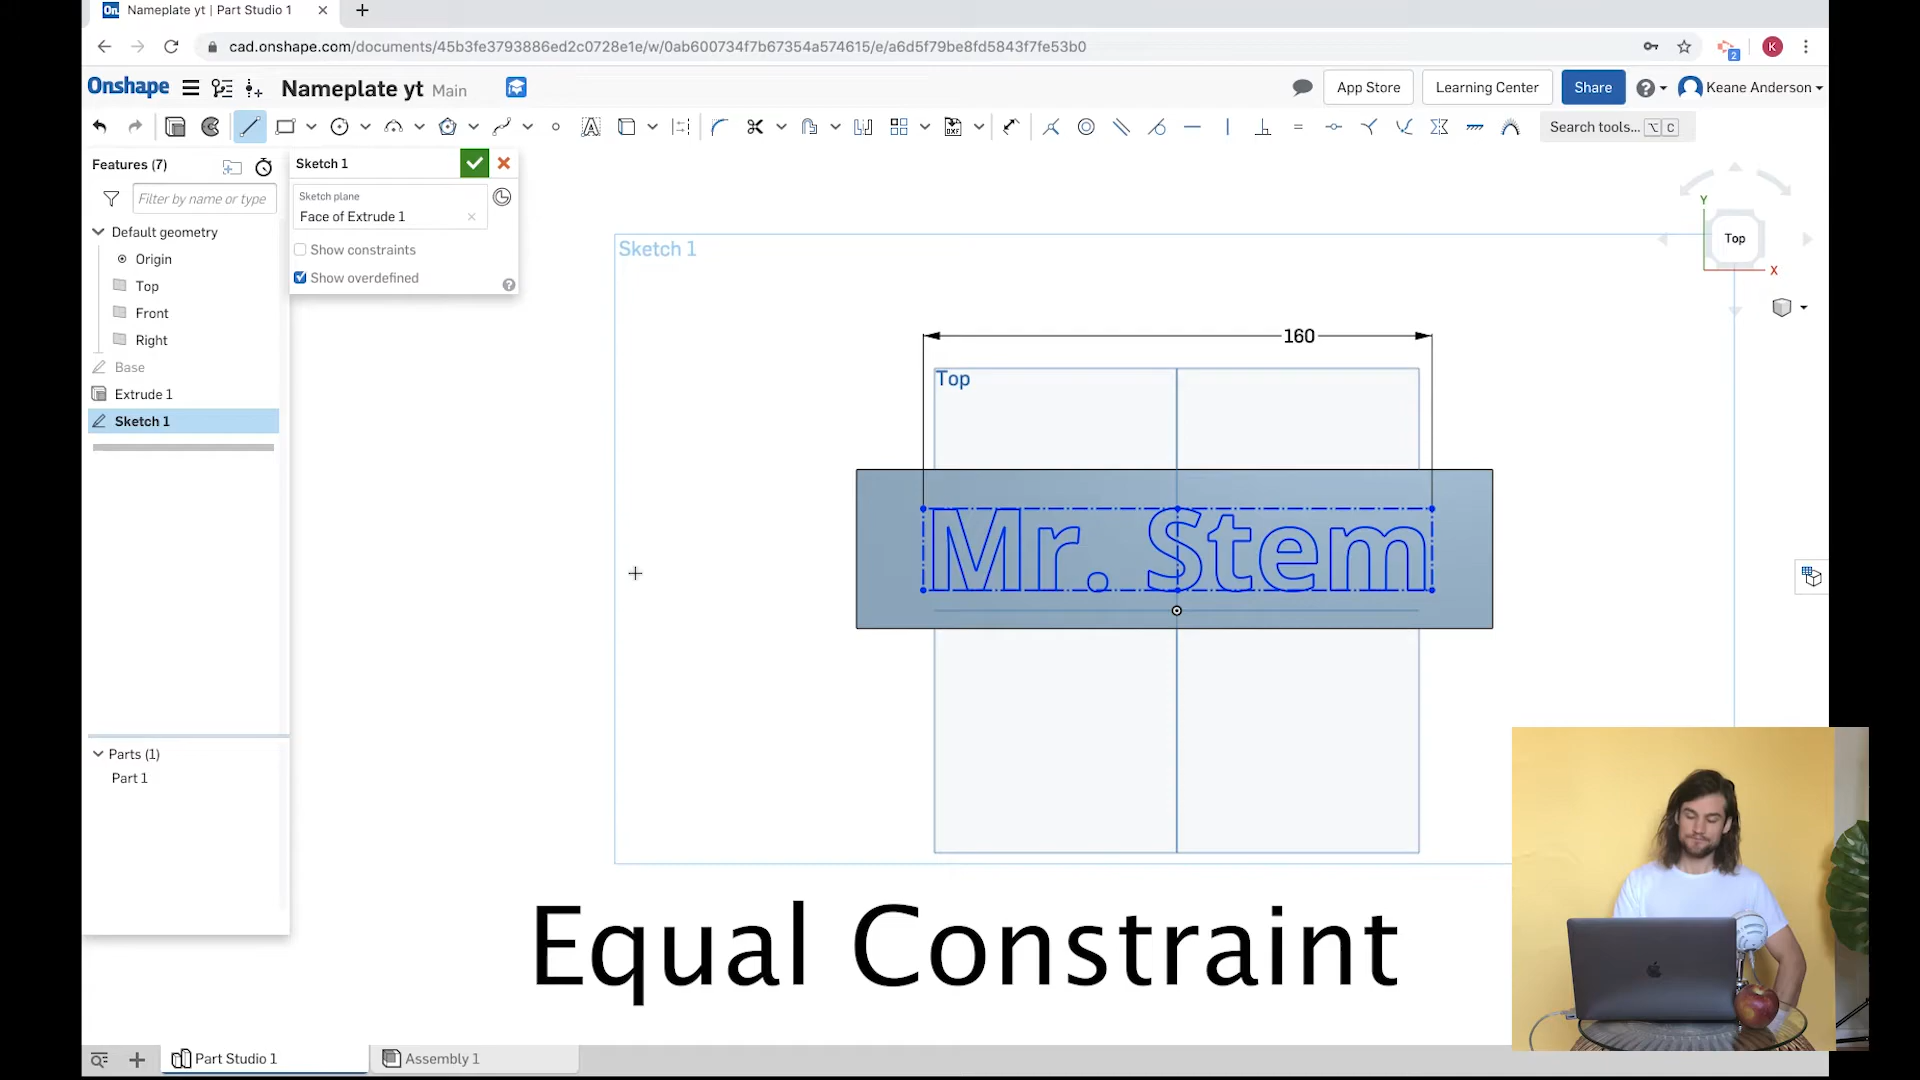 On Nameplate yt | Part Studio 1
cad.onshape.com/documents/45b3fe3793886ed2c0728e1e/w/0ab600734f7b67354a574615/e/a6d5f79be8fd5843f7fe53b0
2
K
Onshape
Nameplate yt Main
App Store
Learning Center
Share
Keane Anderson
DXF
Search tools... ⌥ C
Features (7)
Filter by name or type
Default geometry
Origin
Top
Front
Right
Base
Extrude 1
Sketch 1
Sketch 1
Sketch plane
Face of Extrude 1
Show constraints
Show overdefined
Sketch 1
Y
Top
X
160
Top
Mr. Stem
Parts (1)
Part 1
Equal Constraint
Part Studio 1
Assembly 1